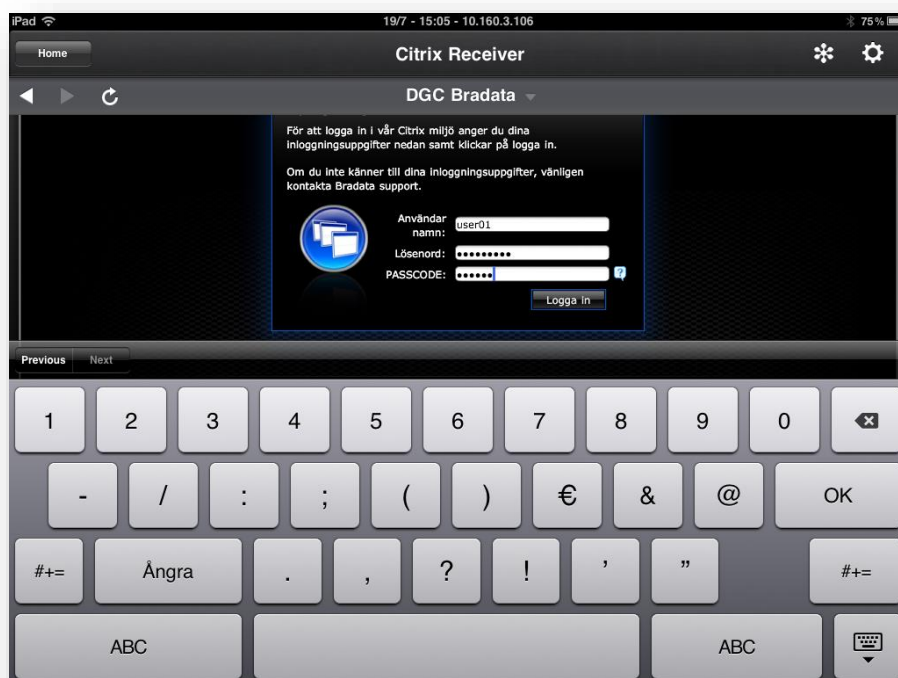 iPad 19/7 - 15:05 - 10.160.3.106 75%
Home Citrix Receiver
DGC Bradata
För att logga in i vår Citrix miljö anger du dina
inloggningsuppgifter nedan samt klickar på logga in.
Om du inte känner till dina inloggningsuppgifter, vänligen
kontakta Bradata support.
Användar
namn: user01
Lösenord: •••••••••
PASSCODE: ••••••
Logga in
Previous Next
1 2 3 4 5 6 7 8 9 0
- / : ; ( ) € & @ OK
#+= Ångra . , ? ! ' " #+=
ABC ABC